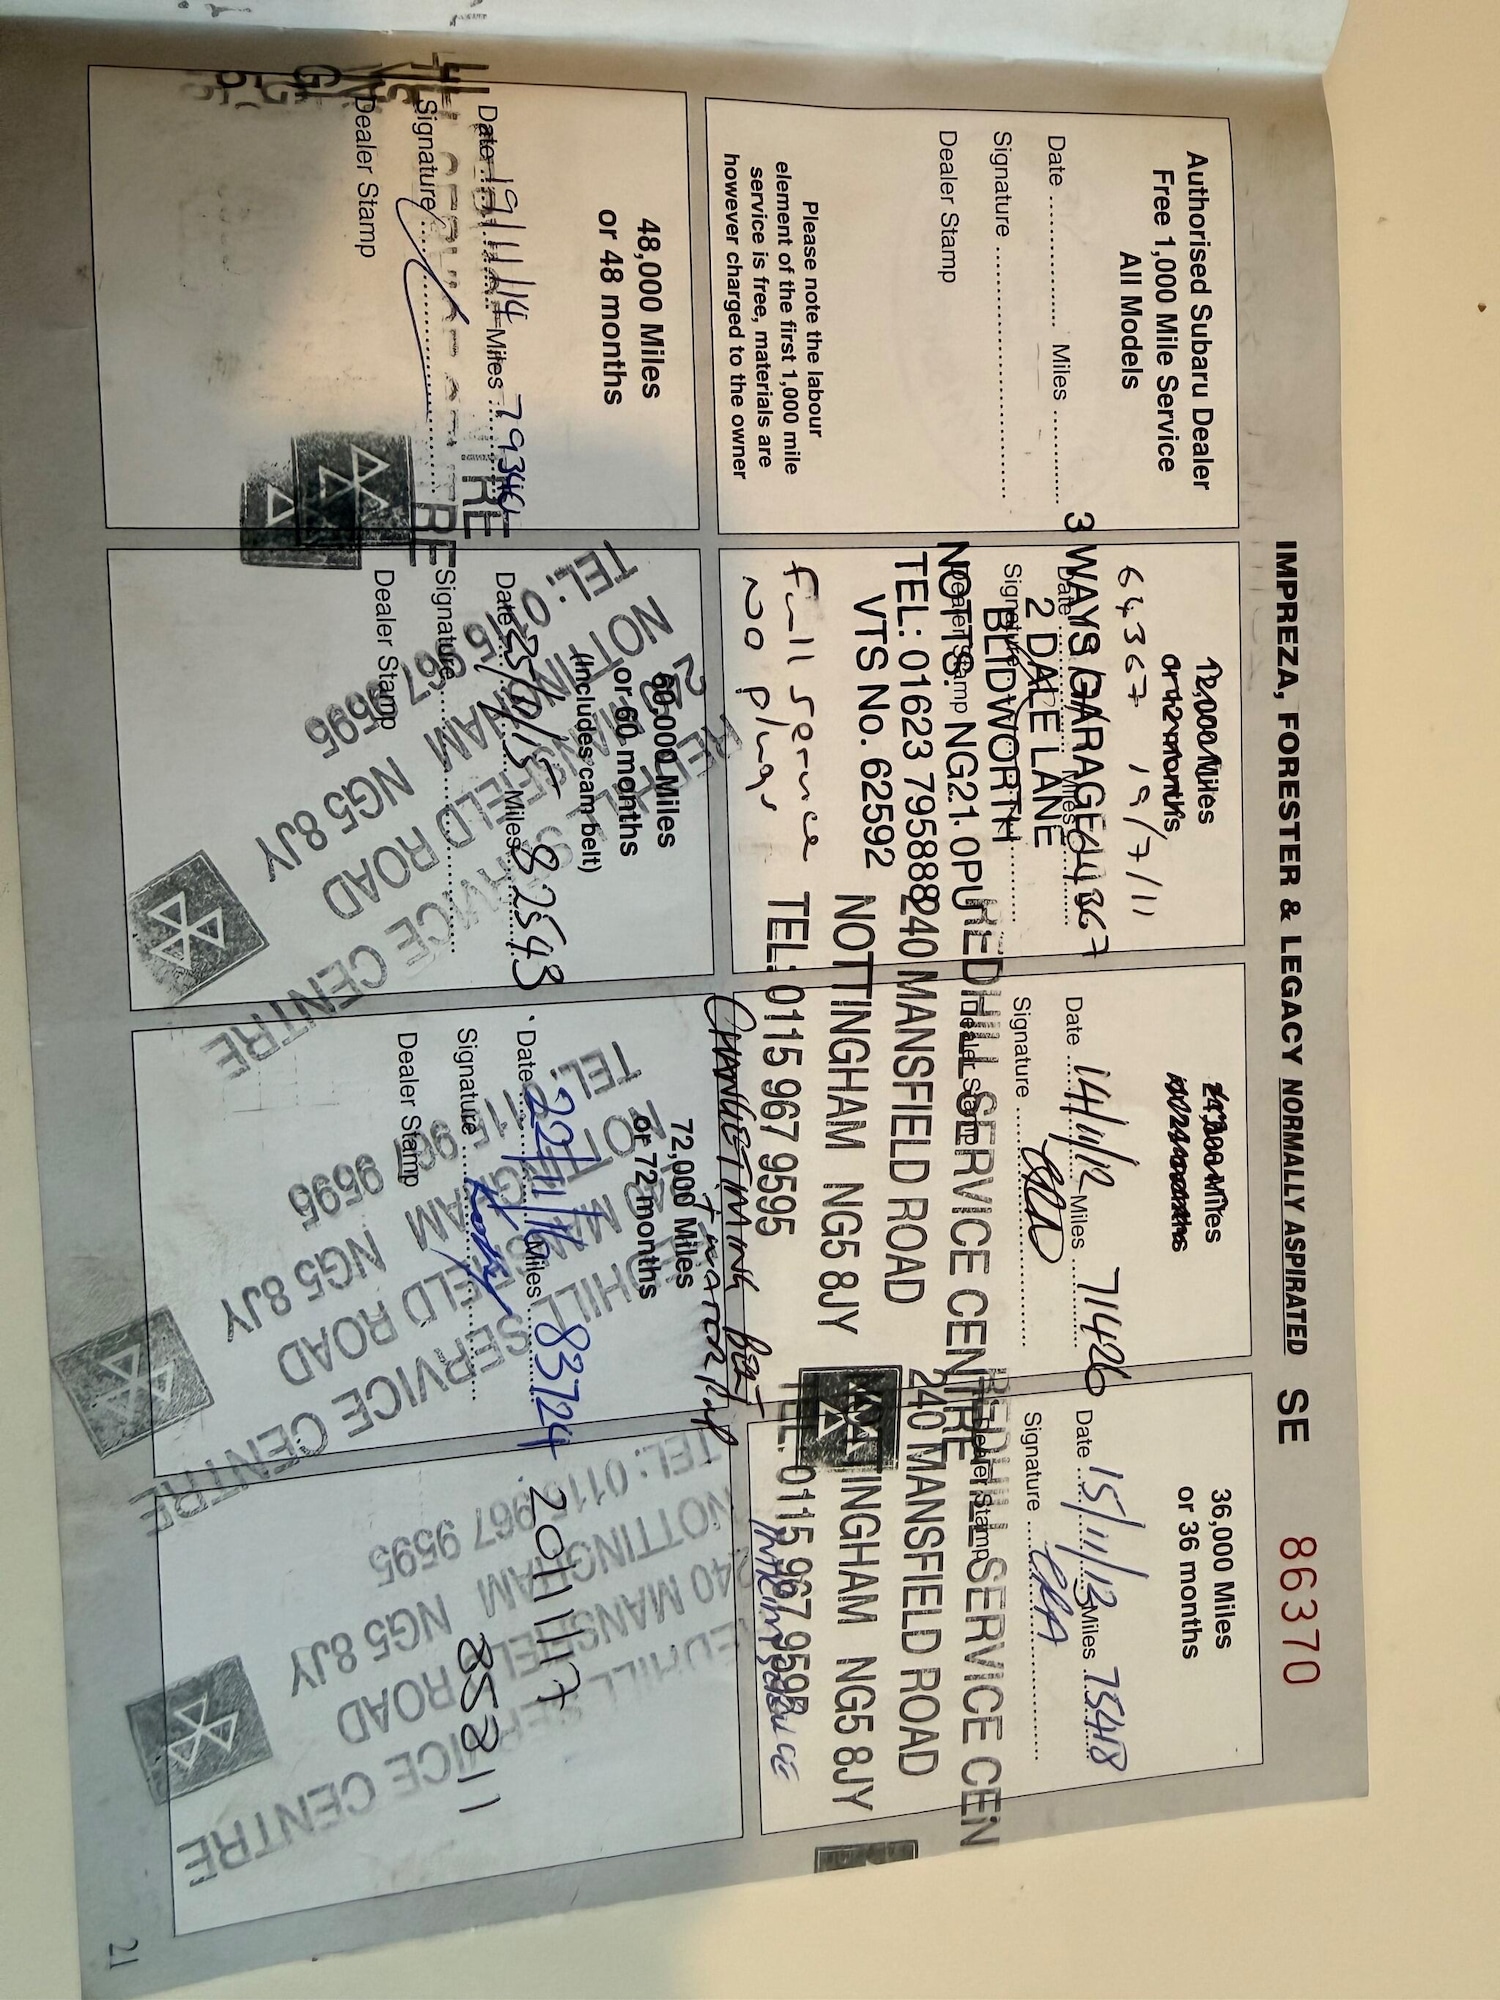 IMPREZA, FORESTER & LEGACY NORMALLY ASPIRATED SE 86370
Authorised Subaru Dealer
Free 1,000 Mile Service
All Models
Date Miles
Signature
Dealer Stamp
Please note the labour
element of the first 1,000 mile
service is free, materials are
however charged to the owner
12,000 Miles
or 12 months
64367 19/7/11
Date Miles 64367
Signature
Dealer Stamp
3 WAYS GARAGE
2 DALE LANE
BLIDWORTH
NOTTS. NG21 0PU
TEL: 01623 795888
VTS No. 62592
full service
no plugs
24,000 Miles
or 24 months
Date 14/11/12 Miles 71426
Signature
Dealer Stamp
REDHILL SERVICE CENTRE
240 MANSFIELD ROAD
NOTTINGHAM NG5 8JY
TEL: 0115 967 9595
36,000 Miles
or 36 months
Date 15/11/13 Miles 75418
Signature
Dealer Stamp
REDHILL SERVICE CEN
240 MANSFIELD ROAD
NOTTINGHAM NG5 8JY
TEL: 0115 967 9595
48,000 Miles
or 48 months
Date 19/11/14 Miles
Signature
Dealer Stamp
60,000 Miles
or 60 months
(Includes cam belt)
Date Miles 82543
Signature
Dealer Stamp
REDHILL SERVICE CENTRE
MANSFIELD ROAD
NOTTINGHAM NG5 8JY
TEL: 0115 967 9595
CHANGE TIMING BELT
+ WATER PUMP
72,000 Miles
or 72 months
Date 22/11/16 Miles 83724
Signature
Dealer Stamp
REDHILL SERVICE CENTRE
240 MANSFIELD ROAD
NOTTINGHAM NG5 8JY
TEL: 0115 967 9595
20/11/17
85811
REDHILL SERVICE CENTRE
240 MANSFIELD ROAD
NOTTINGHAM NG5 8JY
TEL: 0115 967 9595
21